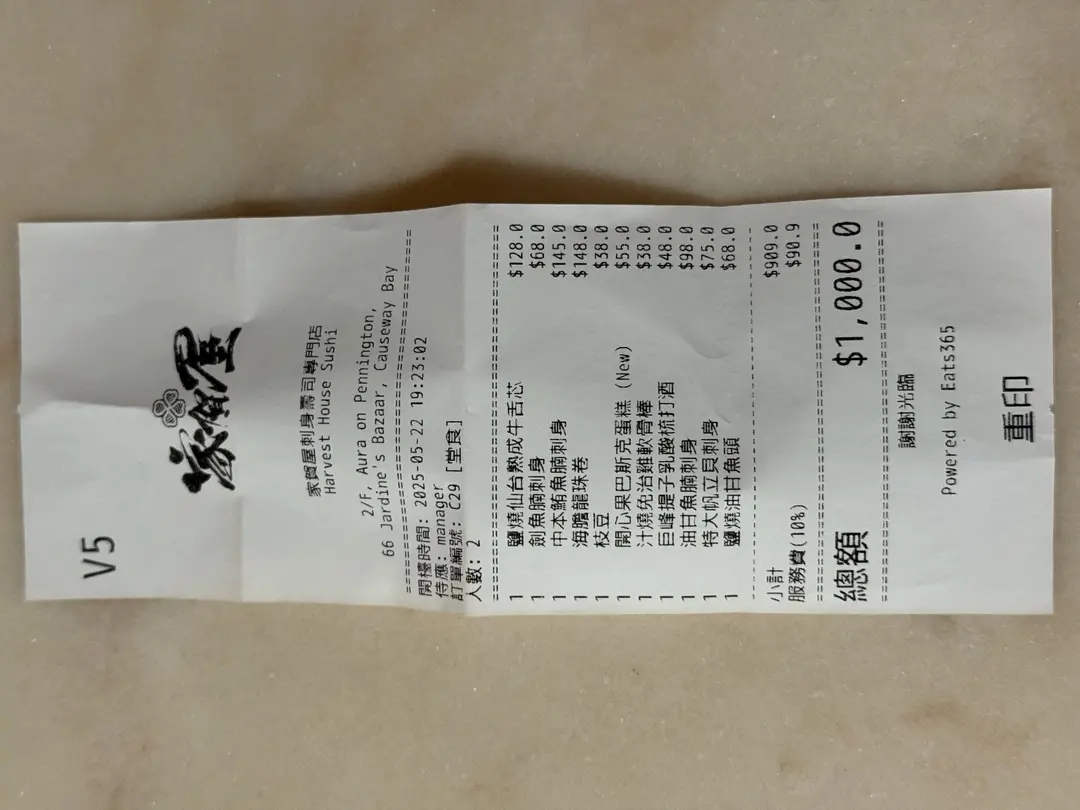 V5
家賀屋
家賀屋刺身壽司專門店
Harvest House Sushi
2/F, Aura on Pennington,
66 Jardine's Bazaar, Causeway Bay
開檯時間: 2025-05-22 19:23:02
侍應: manager
訂單編號: C29 [堂食]
人數: 2
1 鹽燒仙台熟成牛舌芯 $128.0
1 劍魚腩刺身 $68.0
1 中本鮪魚腩刺身 $145.0
1 海膽龍珠卷 $148.0
1 枝豆 $38.0
1 開心果巴斯克蛋糕 (New) $55.0
1 汁燒免治雞軟骨棒 $38.0
1 巨峰提子乳酸梳打酒 $48.0
1 油甘魚腩刺身 $98.0
1 特大帆立貝刺身 $75.0
1 鹽燒油甘魚頭 $68.0
小計 $909.0
服務費(10%) $90.9
總額 $1,000.0
謝謝光臨
Powered by Eats365
重印